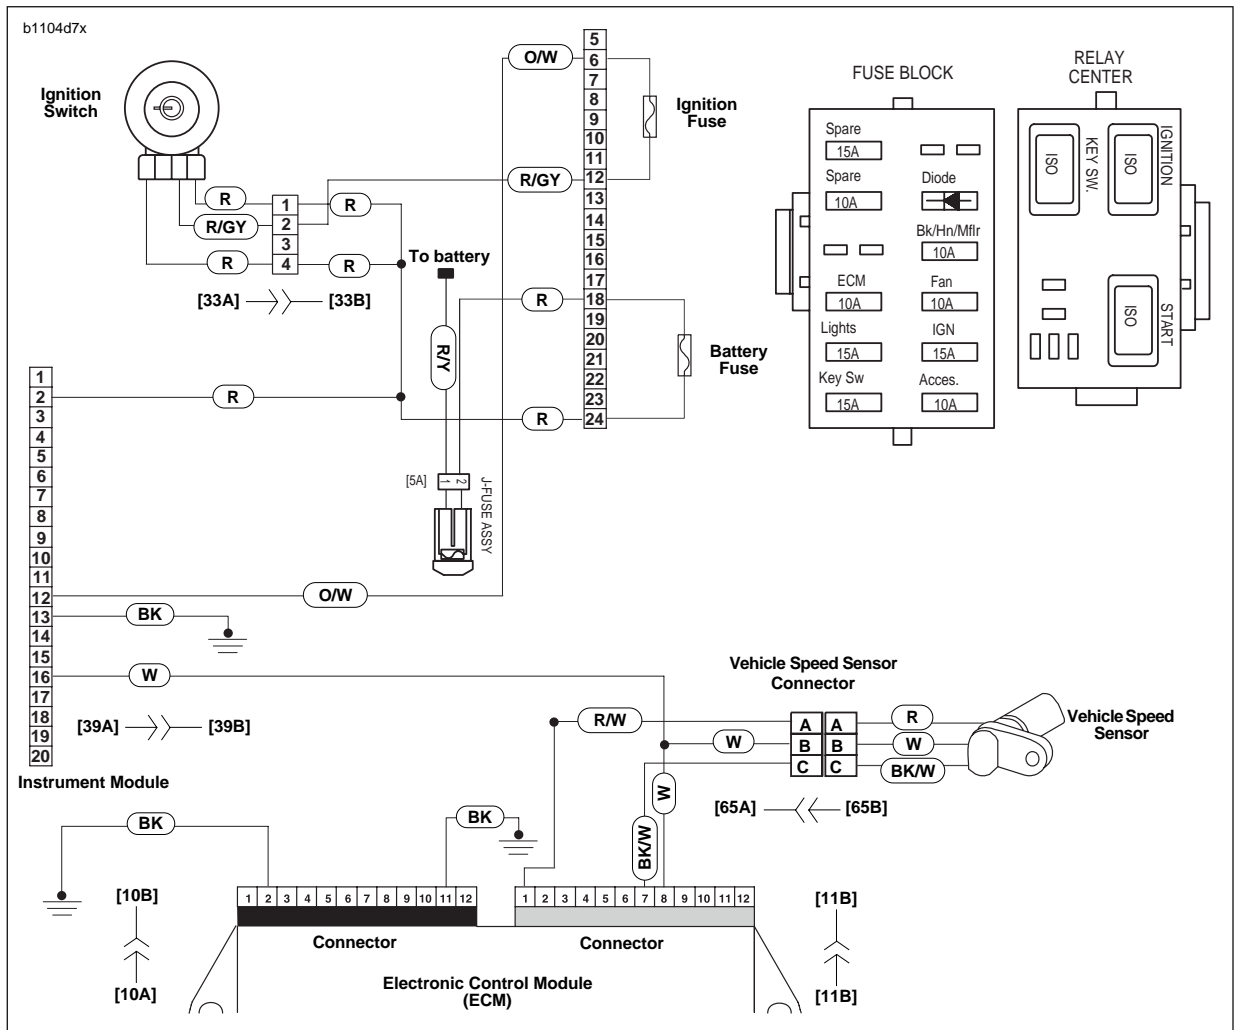 b1104d7x
Ignition
Switch
R
R/GY
R
1
2
3
4
R
R
[33A]
[33B]
To battery
R/Y
[5A]
1
2
J-FUSE ASSY
O/W
R/GY
R
R
5
6
7
8
9
10
11
12
13
14
15
16
17
18
19
20
21
22
23
24
Ignition
Fuse
Battery
Fuse
FUSE BLOCK
Spare
15A
Spare
10A
Diode
Bk/Hn/Mflr
10A
ECM
10A
Fan
10A
Lights
15A
IGN
15A
Key Sw
15A
Acces.
10A
RELAY
CENTER
ISO
KEY SW.
ISO
IGNITION
ISO
START
1
2
3
4
5
6
7
8
9
10
11
12
13
14
15
16
17
18
19
20
R
O/W
BK
W
[39A]
[39B]
Instrument Module
Vehicle Speed Sensor
Connector
R/W
W
A
B
C
A
B
C
R
W
BK/W
Vehicle Speed
Sensor
[65A]
[65B]
W
BK/W
BK
BK
[10B]
[10A]
1 2 3 4 5 6 7 8 9 10 11 12
1 2 3 4 5 6 7 8 9 10 11 12
Connector
Connector
Electronic Control Module
(ECM)
[11B]
[11B]